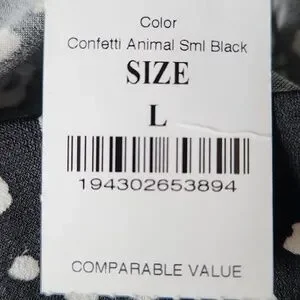 Color
Confetti Animal Sml Black
SIZE
L
194302653894
COMPARABLE VALUE